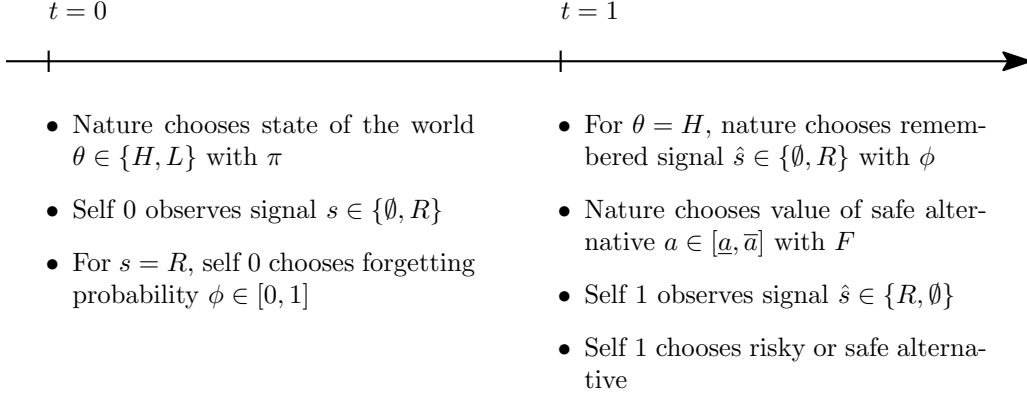 t = 0
t = 1
• Nature chooses state of the world
θ ∈ {H, L} with π
• Self 0 observes signal s ∈ {∅, R}
• For s = R, self 0 chooses forgetting
probability ϕ ∈ [0, 1]
• For θ = H, nature chooses remem-
bered signal ŝ ∈ {∅, R} with ϕ
• Nature chooses value of safe alter-
native a ∈ [a̲, a̅] with F
• Self 1 observes signal ŝ ∈ {R, ∅}
• Self 1 chooses risky or safe alterna-
tive